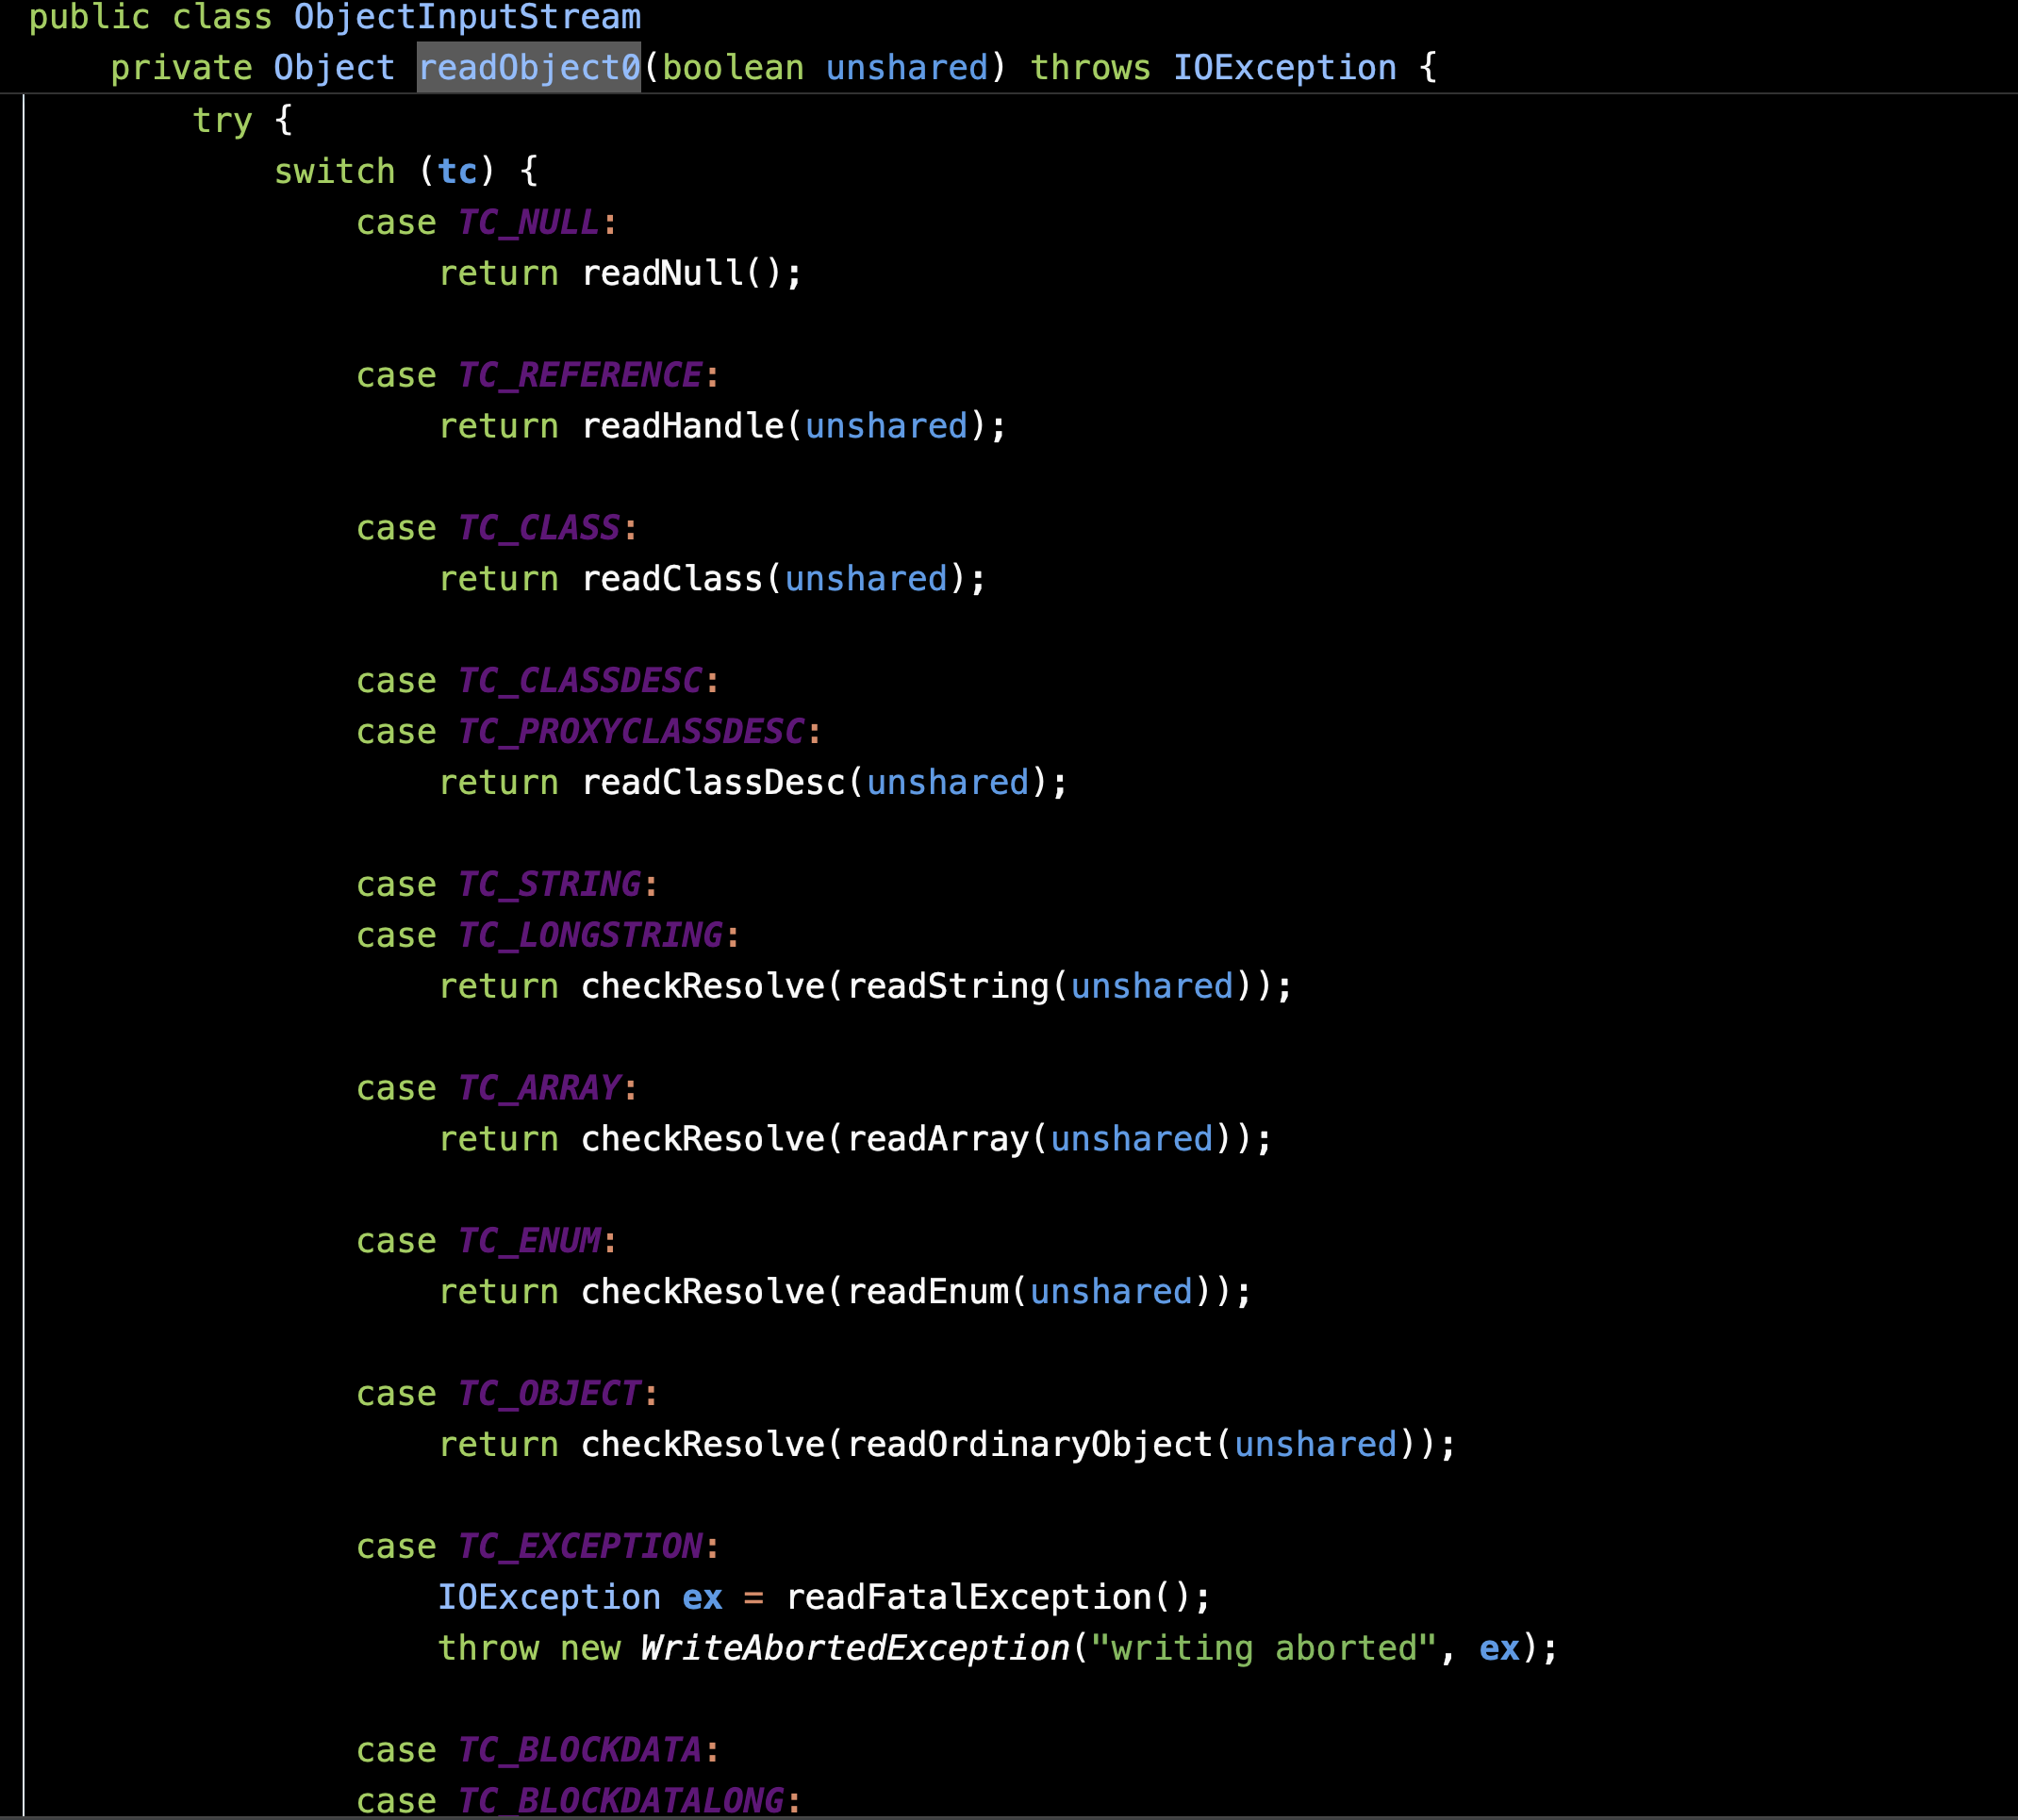 public class ObjectInputStream
private Object readObject0(boolean unshared) throws IOException {
try {
switch (tc) {
case TC_NULL:
return readNull();
case TC_REFERENCE:
return readHandle(unshared);
case TC_CLASS:
return readClass(unshared);
case TC_CLASSDESC:
case TC_PROXYCLASSDESC:
return readClassDesc(unshared);
case TC_STRING:
case TC_LONGSTRING:
return checkResolve(readString(unshared));
case TC_ARRAY:
return checkResolve(readArray(unshared));
case TC_ENUM:
return checkResolve(readEnum(unshared));
case TC_OBJECT:
return checkResolve(readOrdinaryObject(unshared));
case TC_EXCEPTION:
IOException ex = readFatalException();
throw new WriteAbortedException("writing aborted", ex);
case TC_BLOCKDATA:
case TC_BLOCKDATALONG: